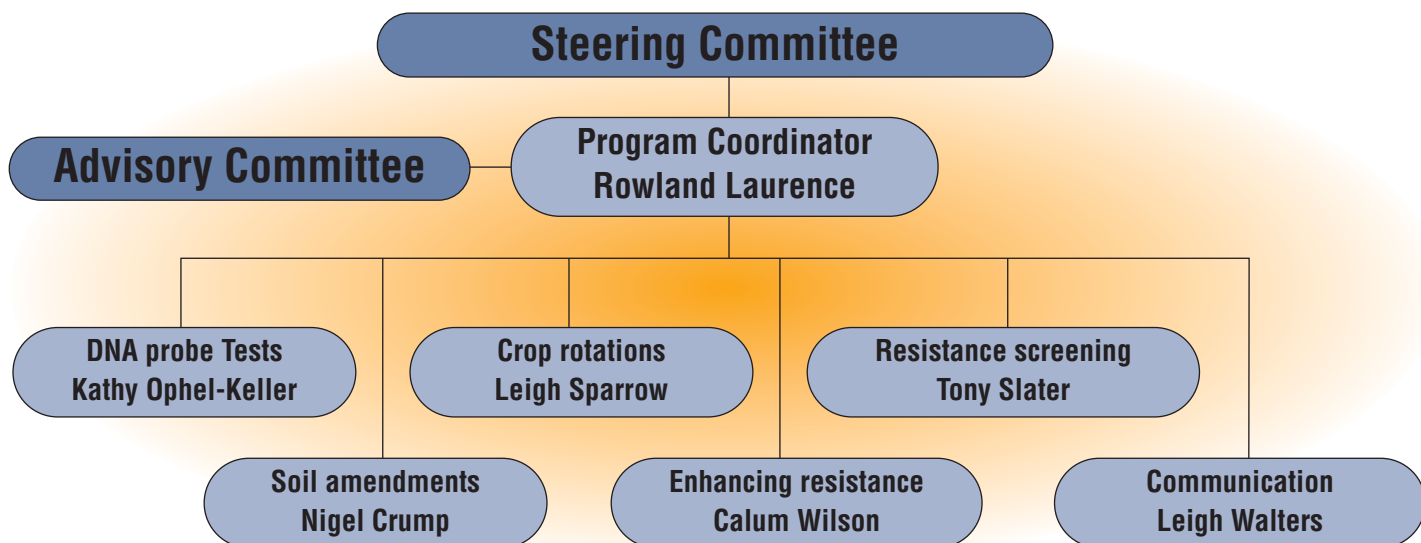 Steering Committee
Program Coordinator
Rowland Laurence
Advisory Committee
DNA probe Tests
Kathy Ophel-Keller
Crop rotations
Leigh Sparrow
Resistance screening
Tony Slater
Soil amendments
Nigel Crump
Enhancing resistance
Calum Wilson
Communication
Leigh Walters